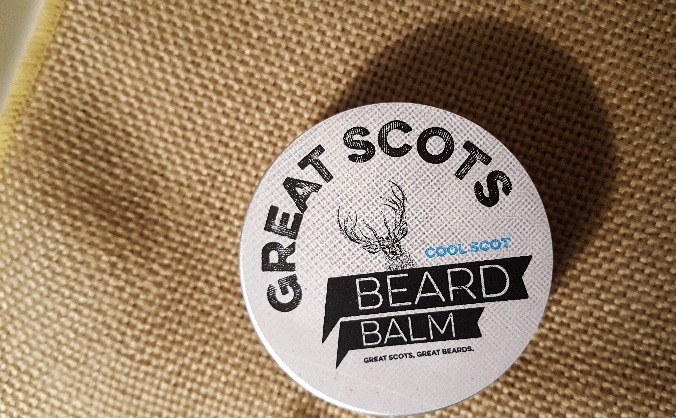 GREAT SCOTS
COOL SCOT
BEARD
BALM
GREAT SCOTS, GREAT BEARDS.